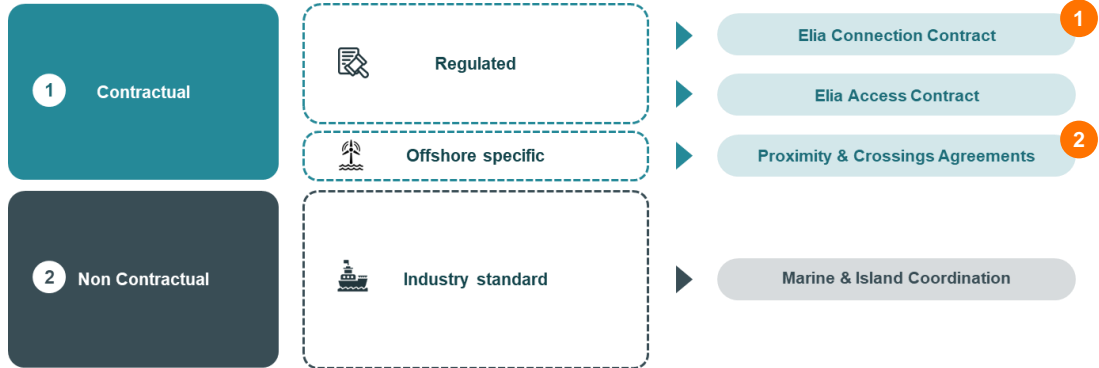 1
Contractual
Regulated
Elia Connection Contract
1
Elia Access Contract
Offshore specific
Proximity & Crossings Agreements
2
2
Non Contractual
Industry standard
Marine & Island Coordination